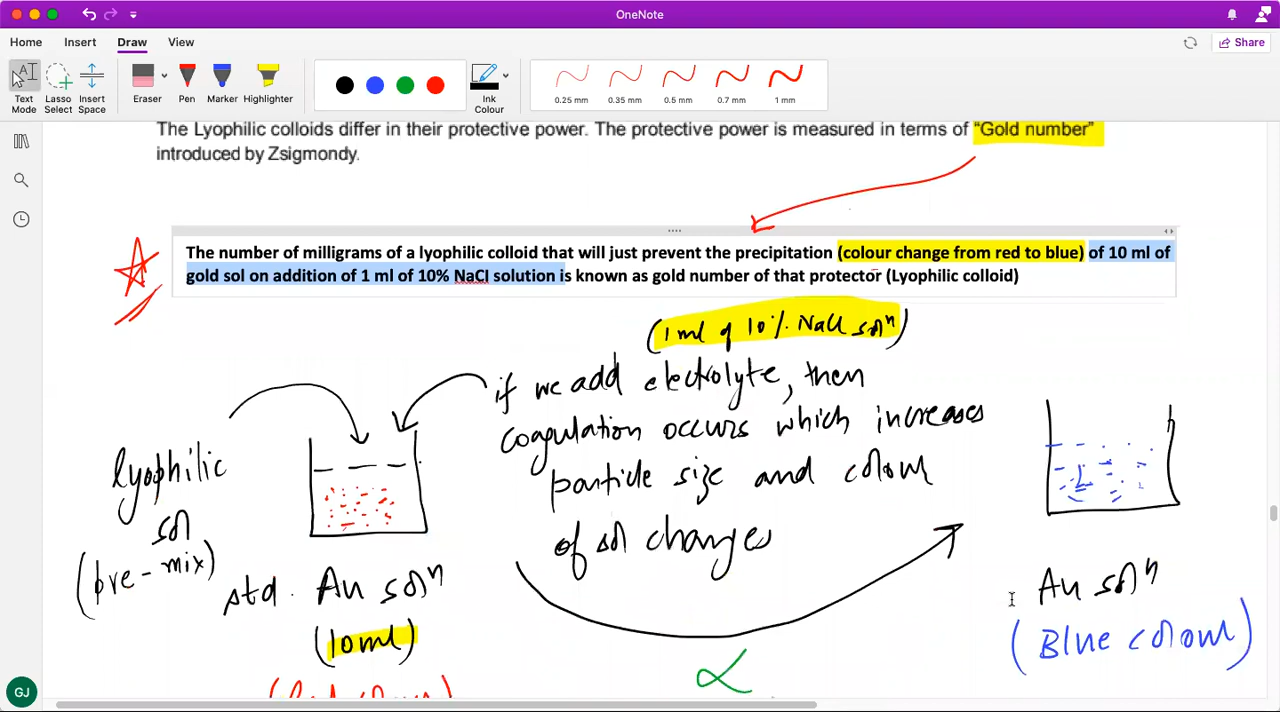 OneNote
Home Insert Draw View
Share
Text Mode
Lasso Select
Insert Space
Eraser
Pen
Marker
Highlighter
Ink Colour
0.25 mm
0.35 mm
0.5 mm
0.7 mm
1 mm
The Lyophilic colloids differ in their protective power. The protective power is measured in terms of “Gold number”
introduced by Zsigmondy.
The number of milligrams of a lyophilic colloid that will just prevent the precipitation (colour change from red to blue) of 10 ml of
gold sol on addition of 1 ml of 10% NaCl solution is known as gold number of that protector (Lyophilic colloid)
(1 ml of 10% NaCl solⁿ)
if we add electrolyte, then
coagulation occurs which increases
particle size and colour
of sol changes
lyophilic
sol
(pre-mix)
std. Au solⁿ
(10ml)
Au solⁿ
(Blue colour)
∝
GJ